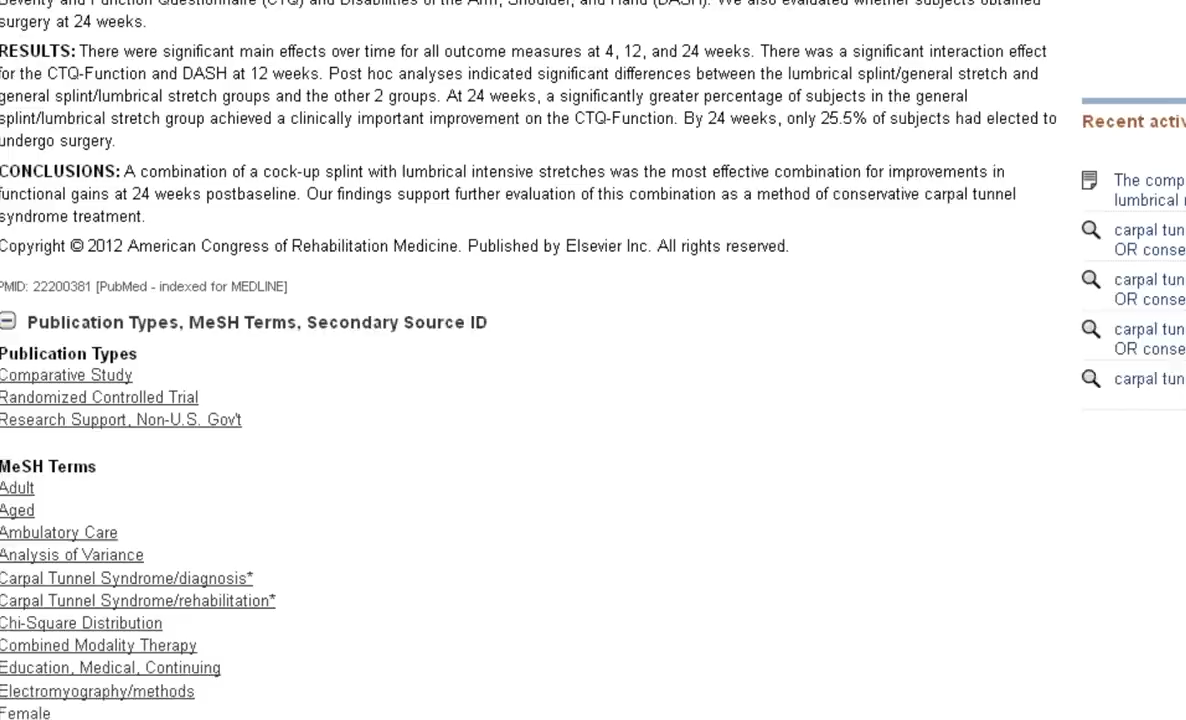 Severity and Function Questionnaire (CTQ) and Disabilities of the Arm, Shoulder, and Hand (DASH). We also evaluated whether subjects obtained
surgery at 24 weeks.
RESULTS: There were significant main effects over time for all outcome measures at 4, 12, and 24 weeks. There was a significant interaction effect
for the CTQ-Function and DASH at 12 weeks. Post hoc analyses indicated significant differences between the lumbrical splint/general stretch and
general splint/lumbrical stretch groups and the other 2 groups. At 24 weeks, a significantly greater percentage of subjects in the general
splint/lumbrical stretch group achieved a clinically important improvement on the CTQ-Function. By 24 weeks, only 25.5% of subjects had elected to
undergo surgery.
CONCLUSIONS: A combination of a cock-up splint with lumbrical intensive stretches was the most effective combination for improvements in
functional gains at 24 weeks postbaseline. Our findings support further evaluation of this combination as a method of conservative carpal tunnel
syndrome treatment.
Copyright © 2012 American Congress of Rehabilitation Medicine. Published by Elsevier Inc. All rights reserved.
PMID: 22200381 [PubMed - indexed for MEDLINE]
Publication Types, MeSH Terms, Secondary Source ID
Publication Types
Comparative Study
Randomized Controlled Trial
Research Support, Non-U.S. Gov't
MeSH Terms
Adult
Aged
Ambulatory Care
Analysis of Variance
Carpal Tunnel Syndrome/diagnosis*
Carpal Tunnel Syndrome/rehabilitation*
Chi-Square Distribution
Combined Modality Therapy
Education, Medical, Continuing
Electromyography/methods
Female
Recent activ
The comp
lumbrical
carpal tun
OR conse
carpal tun
OR conse
carpal tun
OR conse
carpal tun